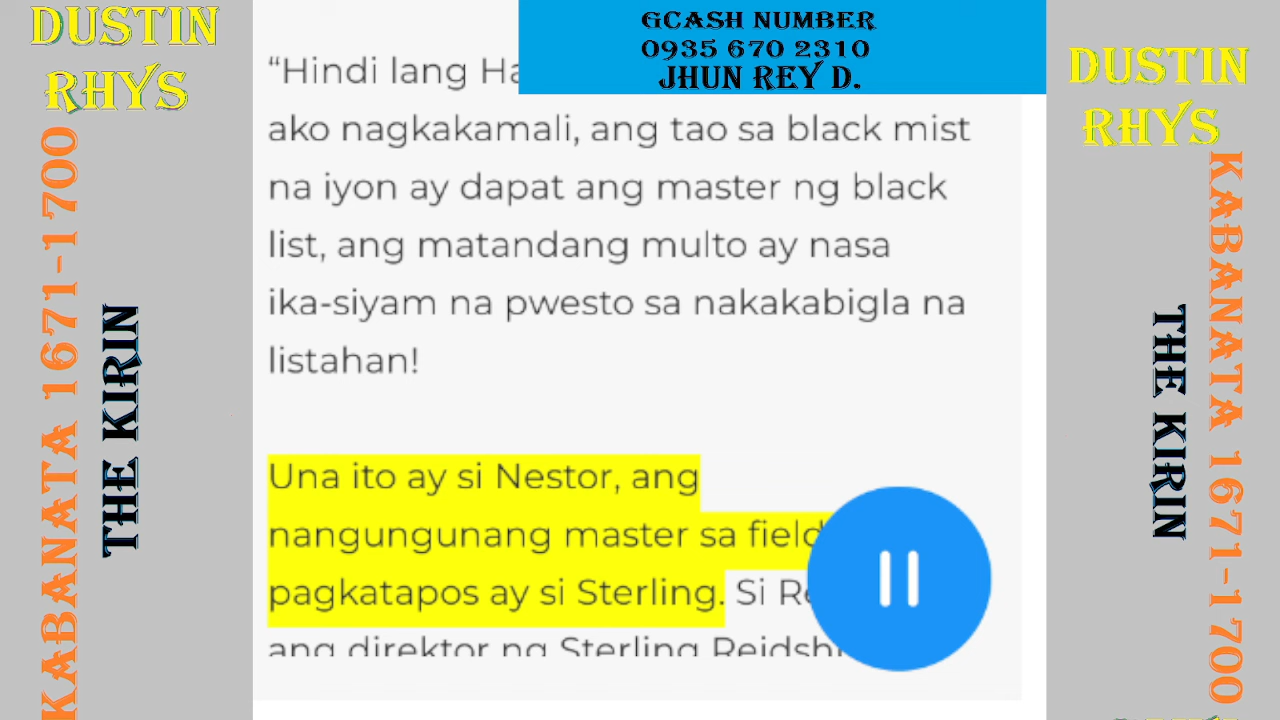 DUSTIN
RHYS
KABANATA 1671-1700
THE KIRIN
GCASH NUMBER
0935 670 2310
JHUN REY D.
“Hindi lang
ako nagkakamali, ang tao sa black mist
na iyon ay dapat ang master ng black
list, ang matandang multo ay nasa
ika-siyam na pwesto sa nakakabigla na
listahan!
Una ito ay si Nestor, ang
nangungunang master sa field
pagkatapos ay si Sterling. Si
ang direktor ng Sterling
DUSTIN
RHYS
KABANATA 1671-1700
THE KIRIN